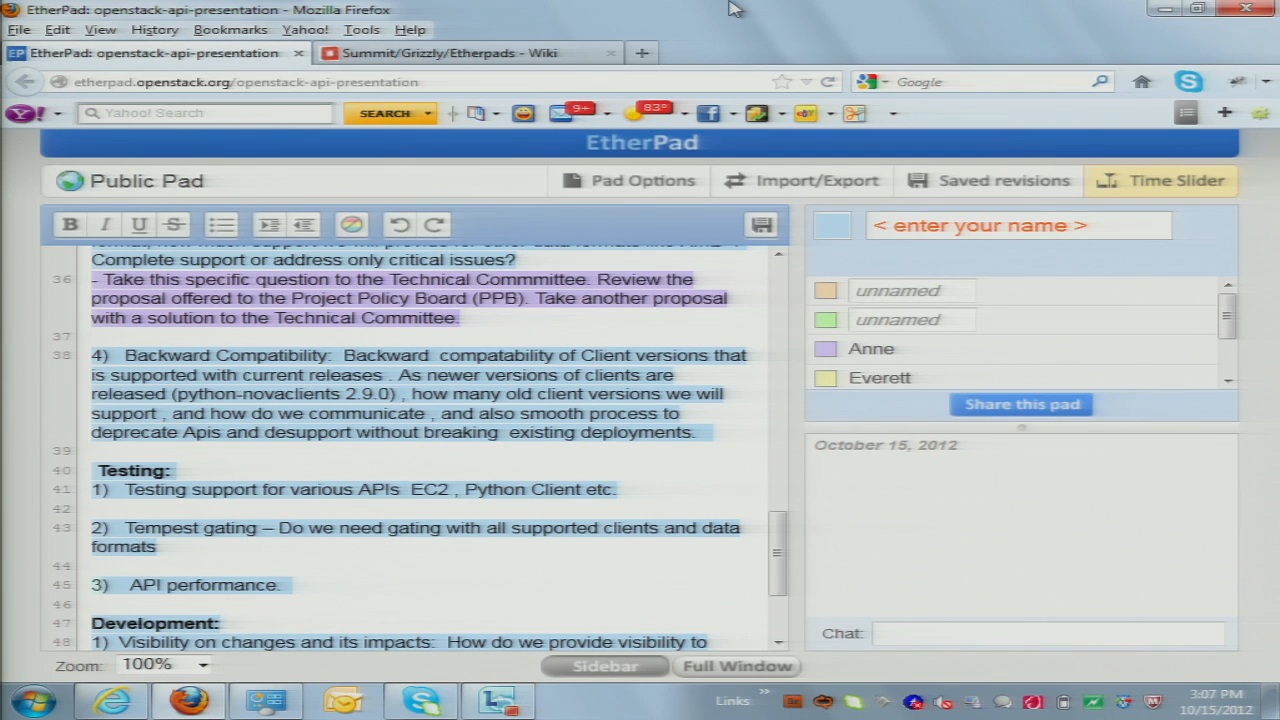 EtherPad: openstack-api-presentation - Mozilla Firefox
File Edit View History Bookmarks Yahoo! Tools Help
EP EtherPad: openstack-api-presentation × Summit/Grizzly/Etherpads - Wiki × +
etherpad.openstack.org/openstack-api-presentation Google
Y! Yahoo! Search SEARCH 9+ 83°
EtherPad
Public Pad Pad Options Import/Export Saved revisions Time Slider
B I U S < enter your name >
Complete support or address only critical issues?
36 - Take this specific question to the Technical Commmittee. Review the
proposal offered to the Project Policy Board (PPB). Take another proposal
with a solution to the Technical Committee.
37
38 4) Backward Compatibility: Backward compatability of Client versions that
is supported with current releases . As newer versions of clients are
released (python-novaclients 2.9.0) , how many old client versions we will
support , and how do we communicate , and also smooth process to
deprecate Apis and desupport without breaking existing deployments.
39
40 Testing:
41 1) Testing support for various APIs EC2 , Python Client etc.
42
43 2) Tempest gating – Do we need gating with all supported clients and data
formats
44
45 3) API performance.
46
47 Development:
48 1) Visibility on changes and its impacts: How do we provide visibility to
unnamed
unnamed
Anne
Everett
Share this pad
October 15, 2012
Chat:
Zoom: 100% Sidebar Full Window
Links » 3:07 PM
10/15/2012